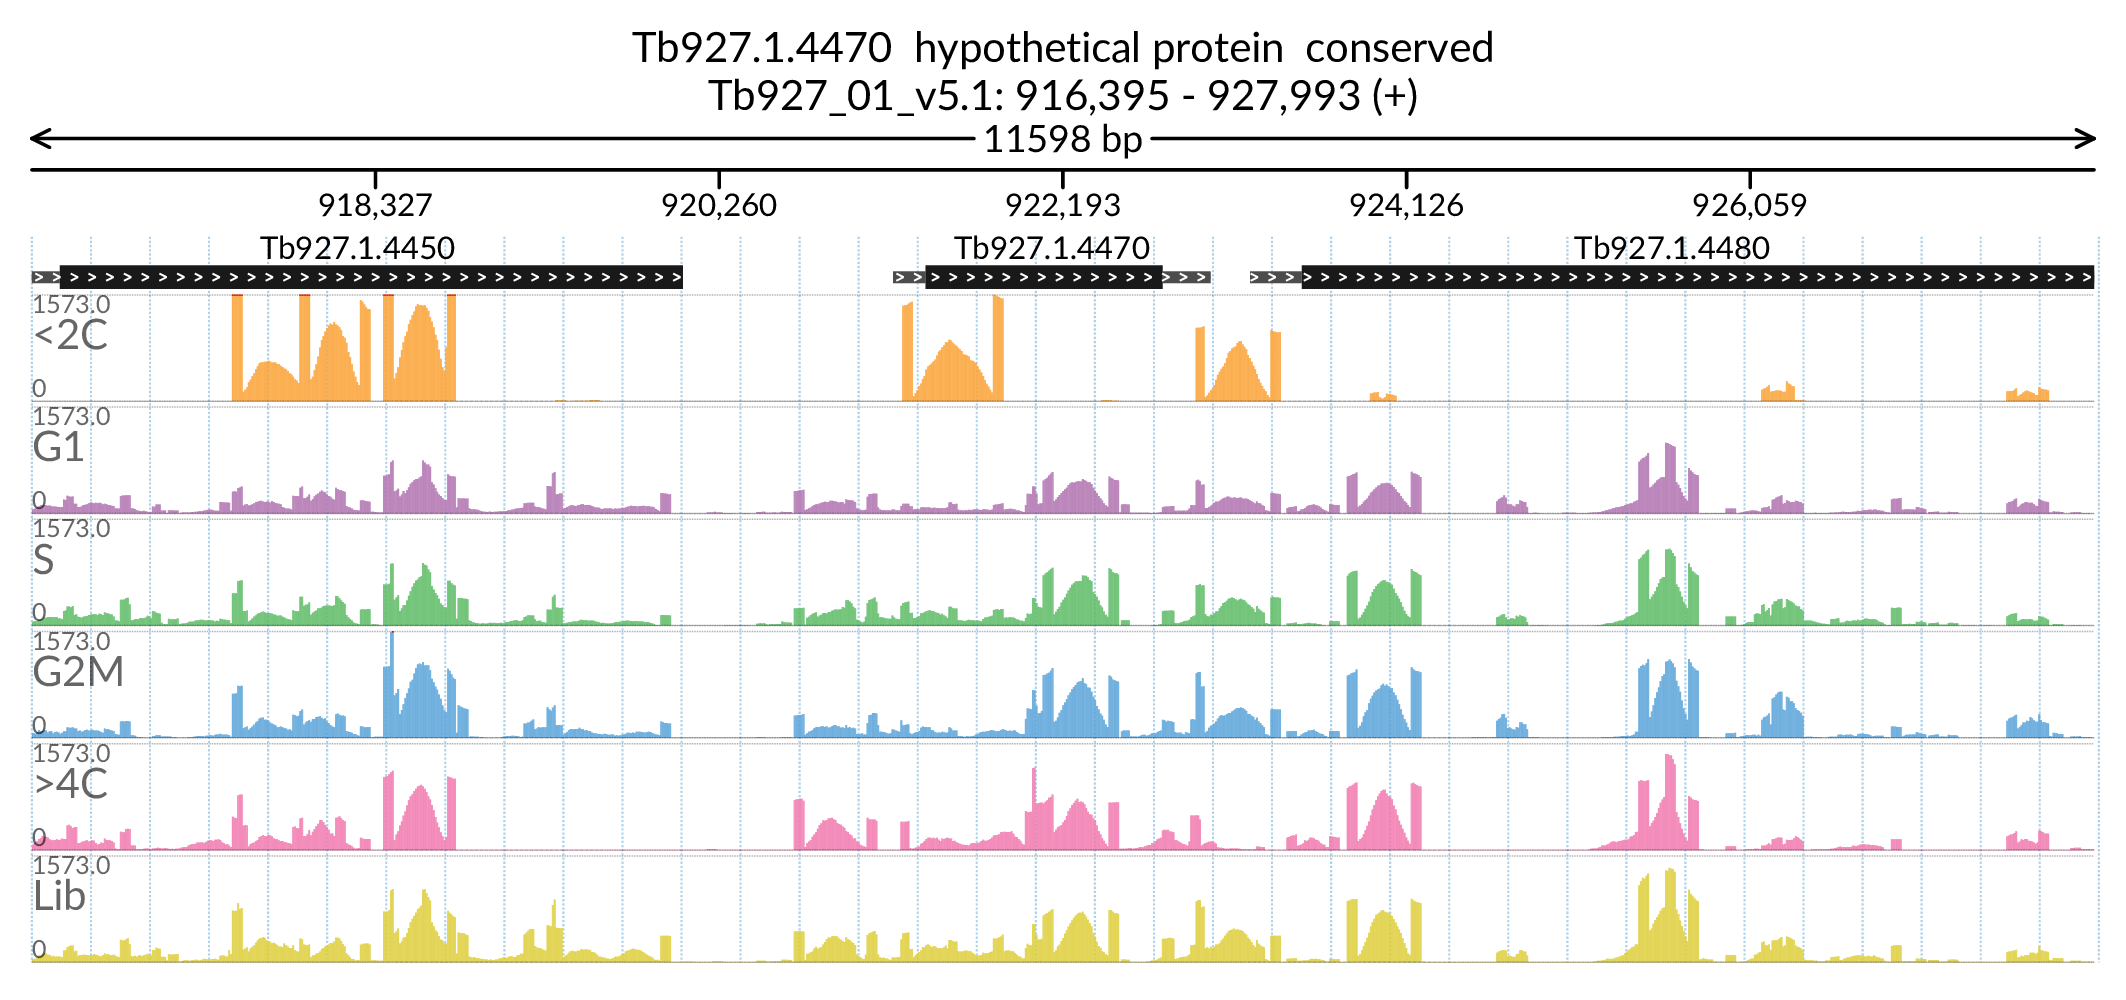 Tb927.1.4470  hypothetical protein  conserved
Tb927_01_v5.1: 916,395 - 927,993 (+)
11598 bp
918,327 920,260 922,193 924,126 926,059
Tb927.1.4450 Tb927.1.4470 Tb927.1.4480
1573.0
<2C
0
1573.0
G1
0
1573.0
S
0
1573.0
G2M
0
1573.0
>4C
0
1573.0
Lib
0